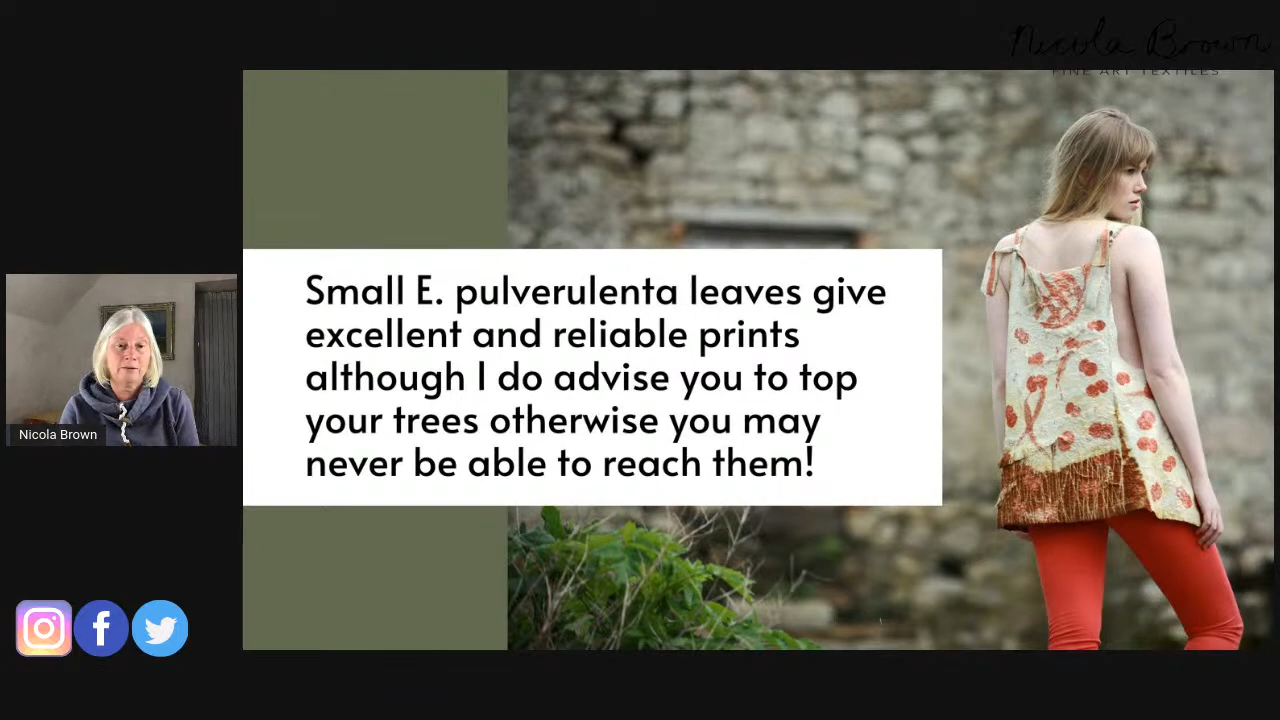 Nicola Brown
FINE ART TEXTILES
Small E. pulverulenta leaves give
excellent and reliable prints
although I do advise you to top
your trees otherwise you may
never be able to reach them!
Nicola Brown